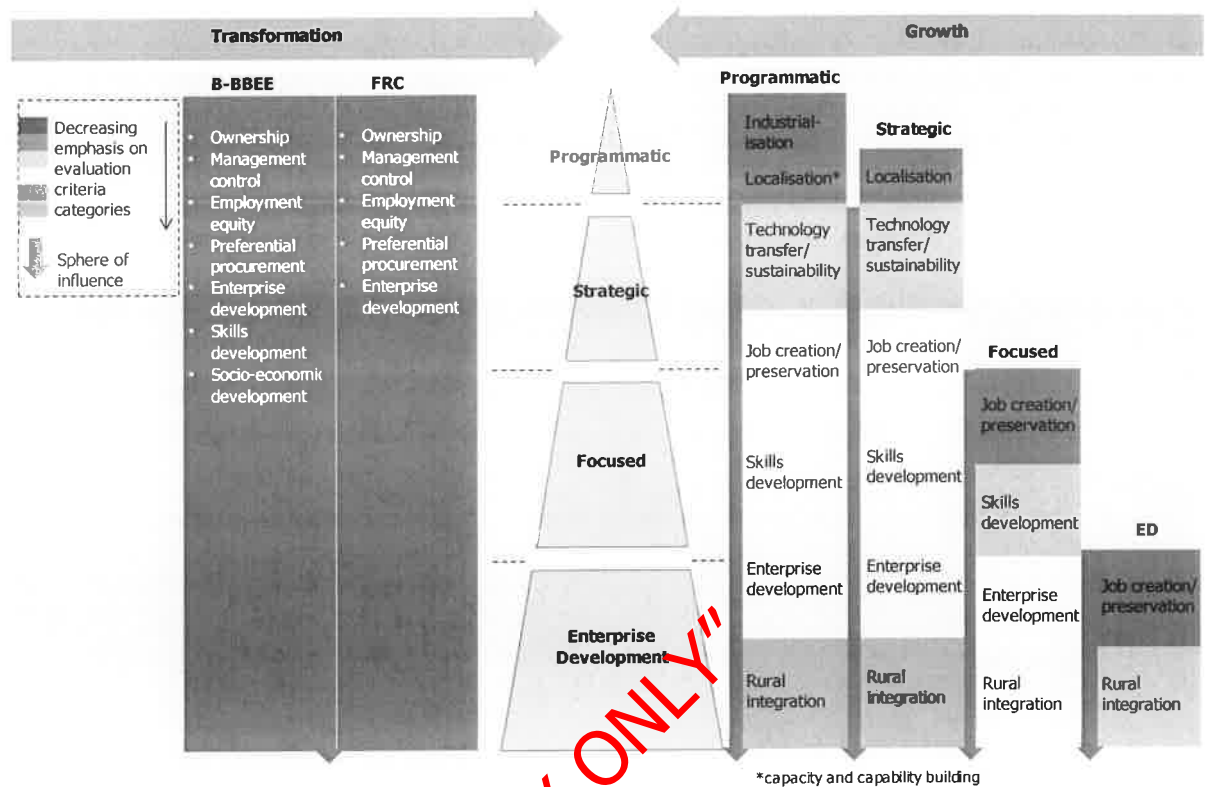 Transformation
Growth
B-BBEE
FRC
Decreasing
emphasis on
evaluation
criteria
categories
Sphere of
influence
• Ownership
• Management
control
• Employment
equity
• Preferential
procurement
• Enterprise
development
• Skills
development
• Socio-economic
development
• Ownership
• Management
control
• Employment
equity
• Preferential
procurement
• Enterprise
development
Programmatic
Strategic
Focused
Enterprise
Development
Programmatic
Industrial-
isation
Localisation*
Technology
transfer/
sustainability
Job creation/
preservation
Skills
development
Enterprise
development
Rural
integration
Strategic
Localisation
Technology
transfer/
sustainability
Job creation/
preservation
Skills
development
Enterprise
development
Rural
integration
Focused
Job creation/
preservation
Skills
development
Enterprise
development
Rural
integration
ED
Job creation/
preservation
Rural
integration
*capacity and capability building
ONLY”